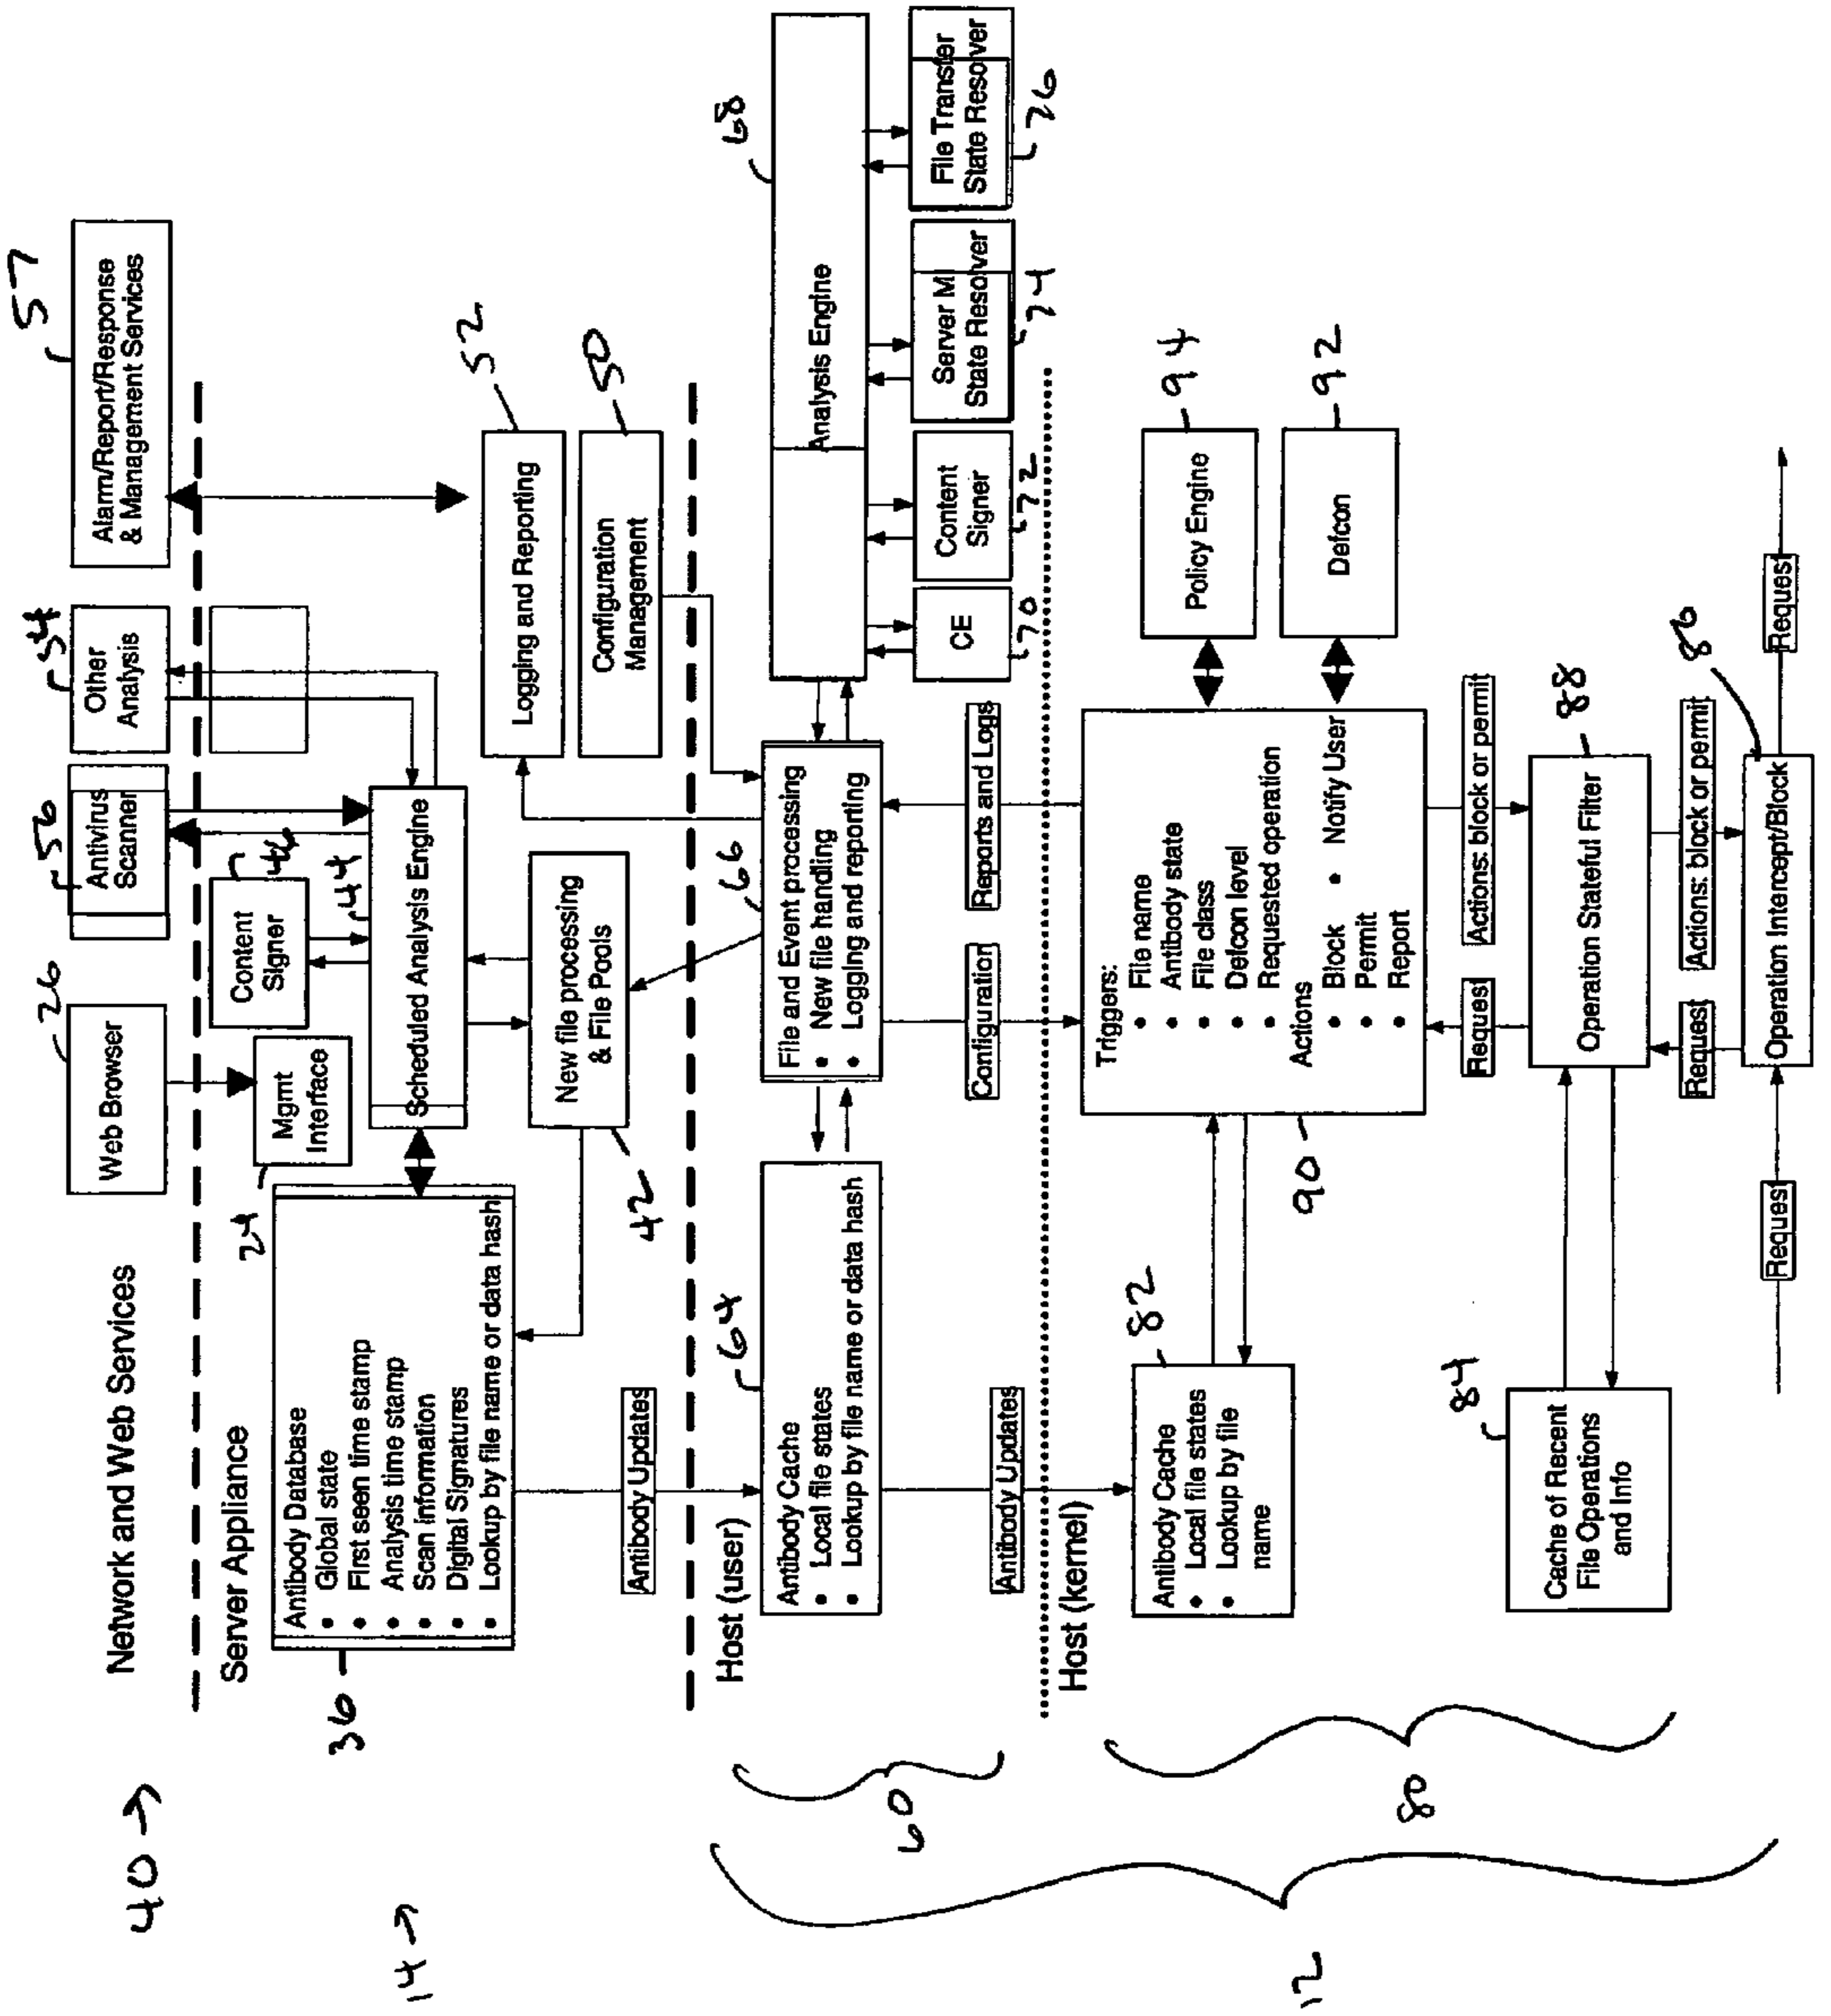 40
Network and Web Services
Web Browser
26
Antivirus
Scanner
56
Other
Analysis
54
Alarm/Report/Response
& Management Services
57
14
Server Appliance
Mgmt
Interface
24
Content
Signer
46
44
Antibody Database
• Global state
• First seen time stamp
• Analysis time stamp
• Scan information
• Digital Signatures
• Lookup by file name or data hash
36
Scheduled Analysis Engine
New file processing
& File Pools
42
Logging and Reporting
52
Configuration
Management
50
Antibody Updates
12
60
Host (user)
Antibody Cache
• Local file states
• Lookup by file name or data hash
64
File and Event processing
• New file handling
• Logging and reporting
66
Analysis Engine
68
CE
70
Content
Signer
72
Server MI
State Resolver
74
File Transfer
State Resolver
76
Antibody Updates
Configuration
Reports and Logs
80
Host (kernel)
Antibody Cache
• Local file states
• Lookup by file
name
82
Triggers:
• File name
• Antibody state
• File class
• Defcon level
• Requested operation
Actions
• Block • Notify User
• Permit
• Report
90
Policy Engine
94
Defcon
92
Request
Actions: block or permit
Cache of Recent
File Operations
and Info
84
Operation Stateful Filter
88
Request
Actions: block or permit
Request
Operation Intercept/Block
86
Request